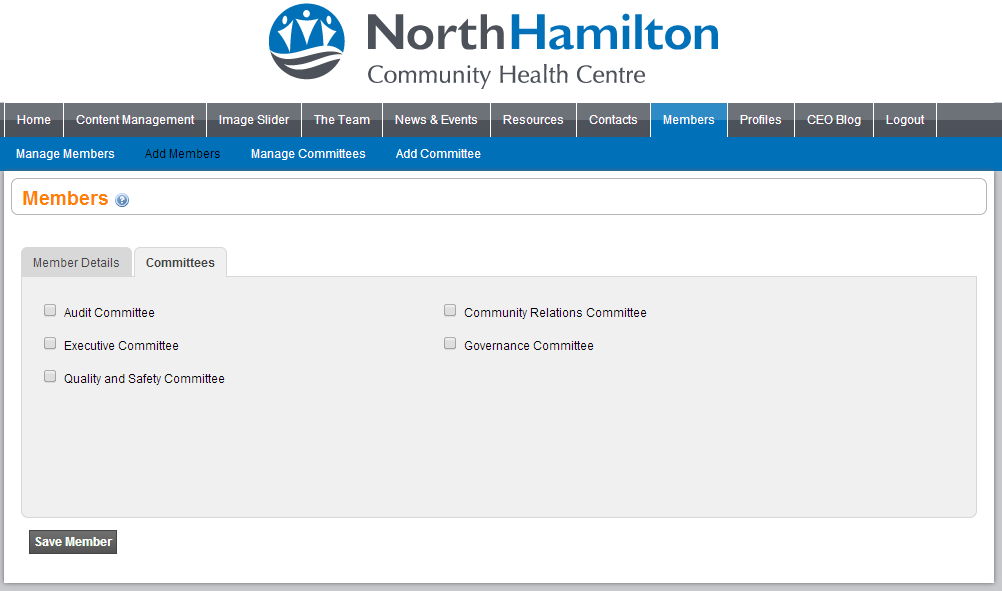 NorthHamilton
Community Health Centre
Home Content Management Image Slider The Team News & Events Resources Contacts Members Profiles CEO Blog Logout
Manage Members Add Members Manage Committees Add Committee
Members ?
Member Details Committees
Audit Committee Community Relations Committee
Executive Committee Governance Committee
Quality and Safety Committee
Save Member